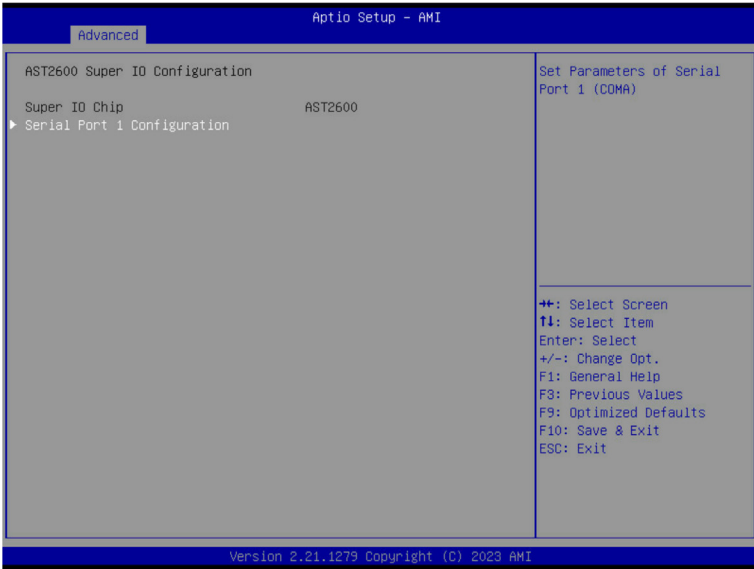 Aptio Setup – AMI
Advanced
AST2600 Super IO Configuration
Super IO Chip AST2600
▶ Serial Port 1 Configuration
Set Parameters of Serial
Port 1 (COMA)
→←: Select Screen
↑↓: Select Item
Enter: Select
+/-: Change Opt.
F1: General Help
F3: Previous Values
F9: Optimized Defaults
F10: Save & Exit
ESC: Exit
Version 2.21.1279 Copyright (C) 2023 AMI